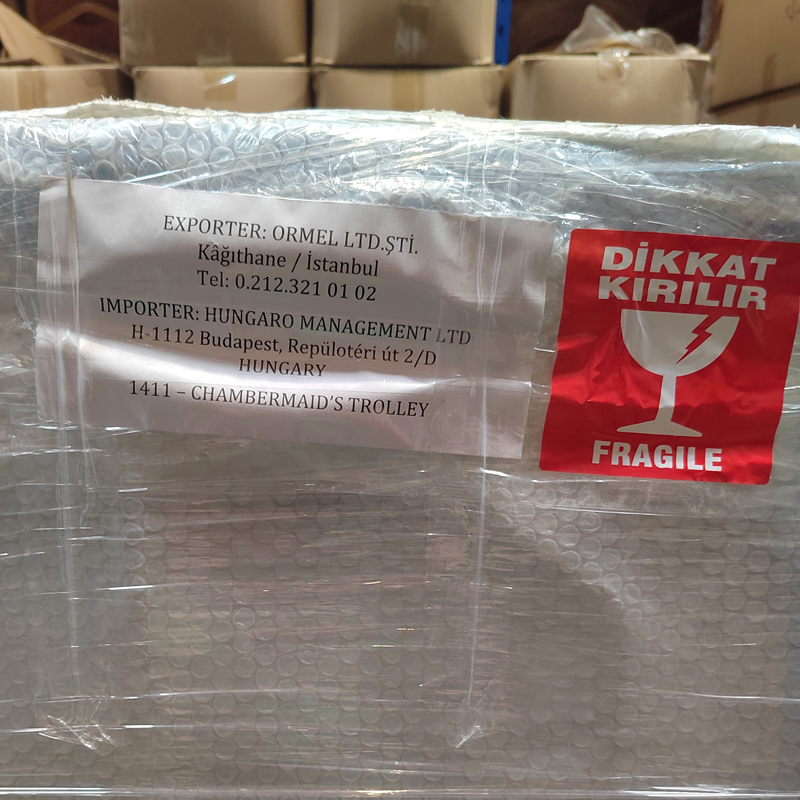 EXPORTER: ORMEL LTD.ŞTİ.
Kâğıthane / İstanbul
Tel: 0.212.321 01 02
IMPORTER: HUNGARO MANAGEMENT LTD
H-1112 Budapest, Repülotéri út 2/D
HUNGARY
1411 – CHAMBERMAID'S TROLLEY
DİKKAT
KIRILIR
FRAGILE